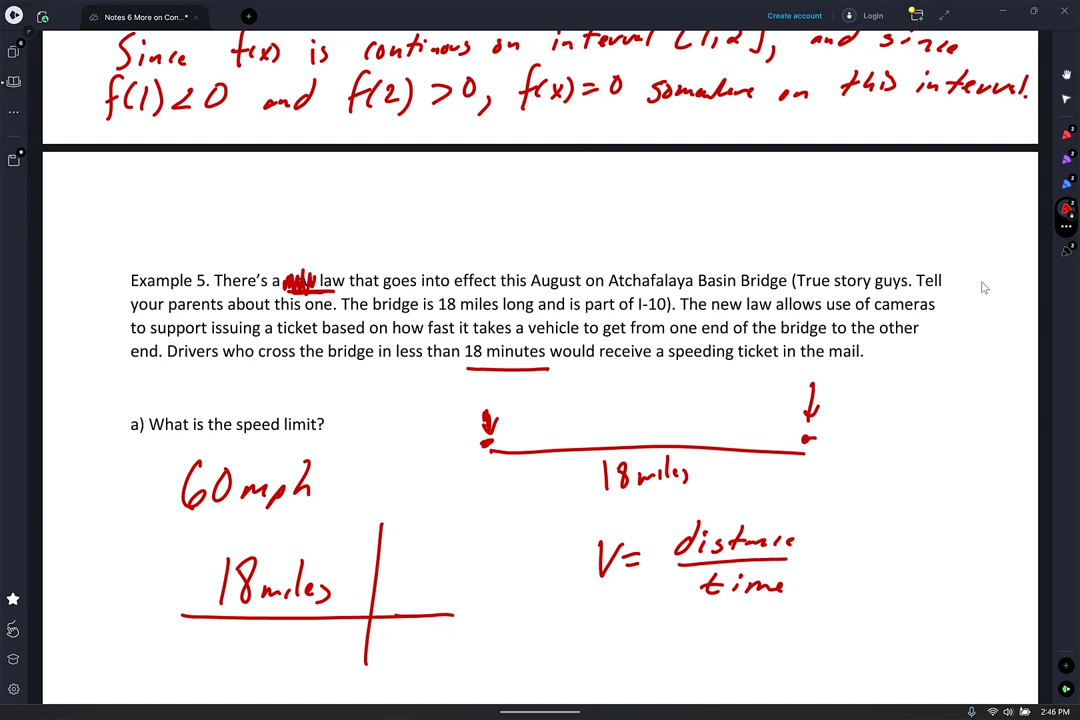 Notes 6 More on Con...*
Create account
Login
Since f(x) is continous on interval [1,2], and since
f(1)<0 and f(2)>0, f(x)=0 somewhere on this interval.
Example 5. There's a law that goes into effect this August on Atchafalaya Basin Bridge (True story guys. Tell
your parents about this one. The bridge is 18 miles long and is part of I-10). The new law allows use of cameras
to support issuing a ticket based on how fast it takes a vehicle to get from one end of the bridge to the other
end. Drivers who cross the bridge in less than 18 minutes would receive a speeding ticket in the mail.
a) What is the speed limit?
18 miles
60mph
V= distance
time
18 miles
2:46 PM